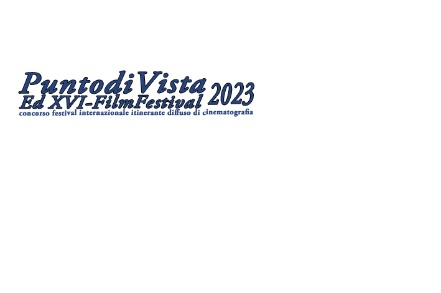 PuntodiVista 2023
Ed XVI-FilmFestival
concorso festival internazionale itinerante diffuso di cinematografia